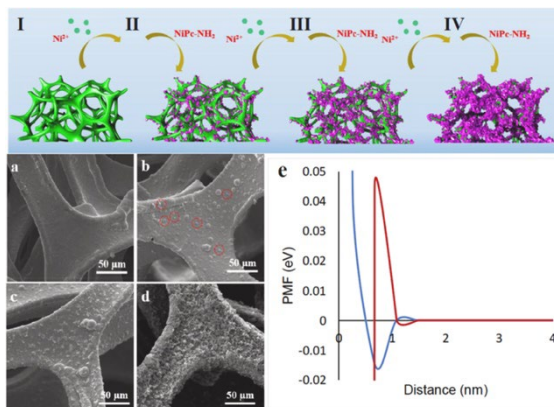 I II III IV
Ni²⁺ NiPc-NH₂ Ni²⁺ NiPc-NH₂ Ni²⁺ NiPc-NH₂
a
50 µm
b
50 µm
c
50 µm
d
50 µm
e
PMF (eV)
0.05
0.04
0.03
0.02
0.01
0
-0.01
-0.02
0 1 2 3 4
Distance (nm)